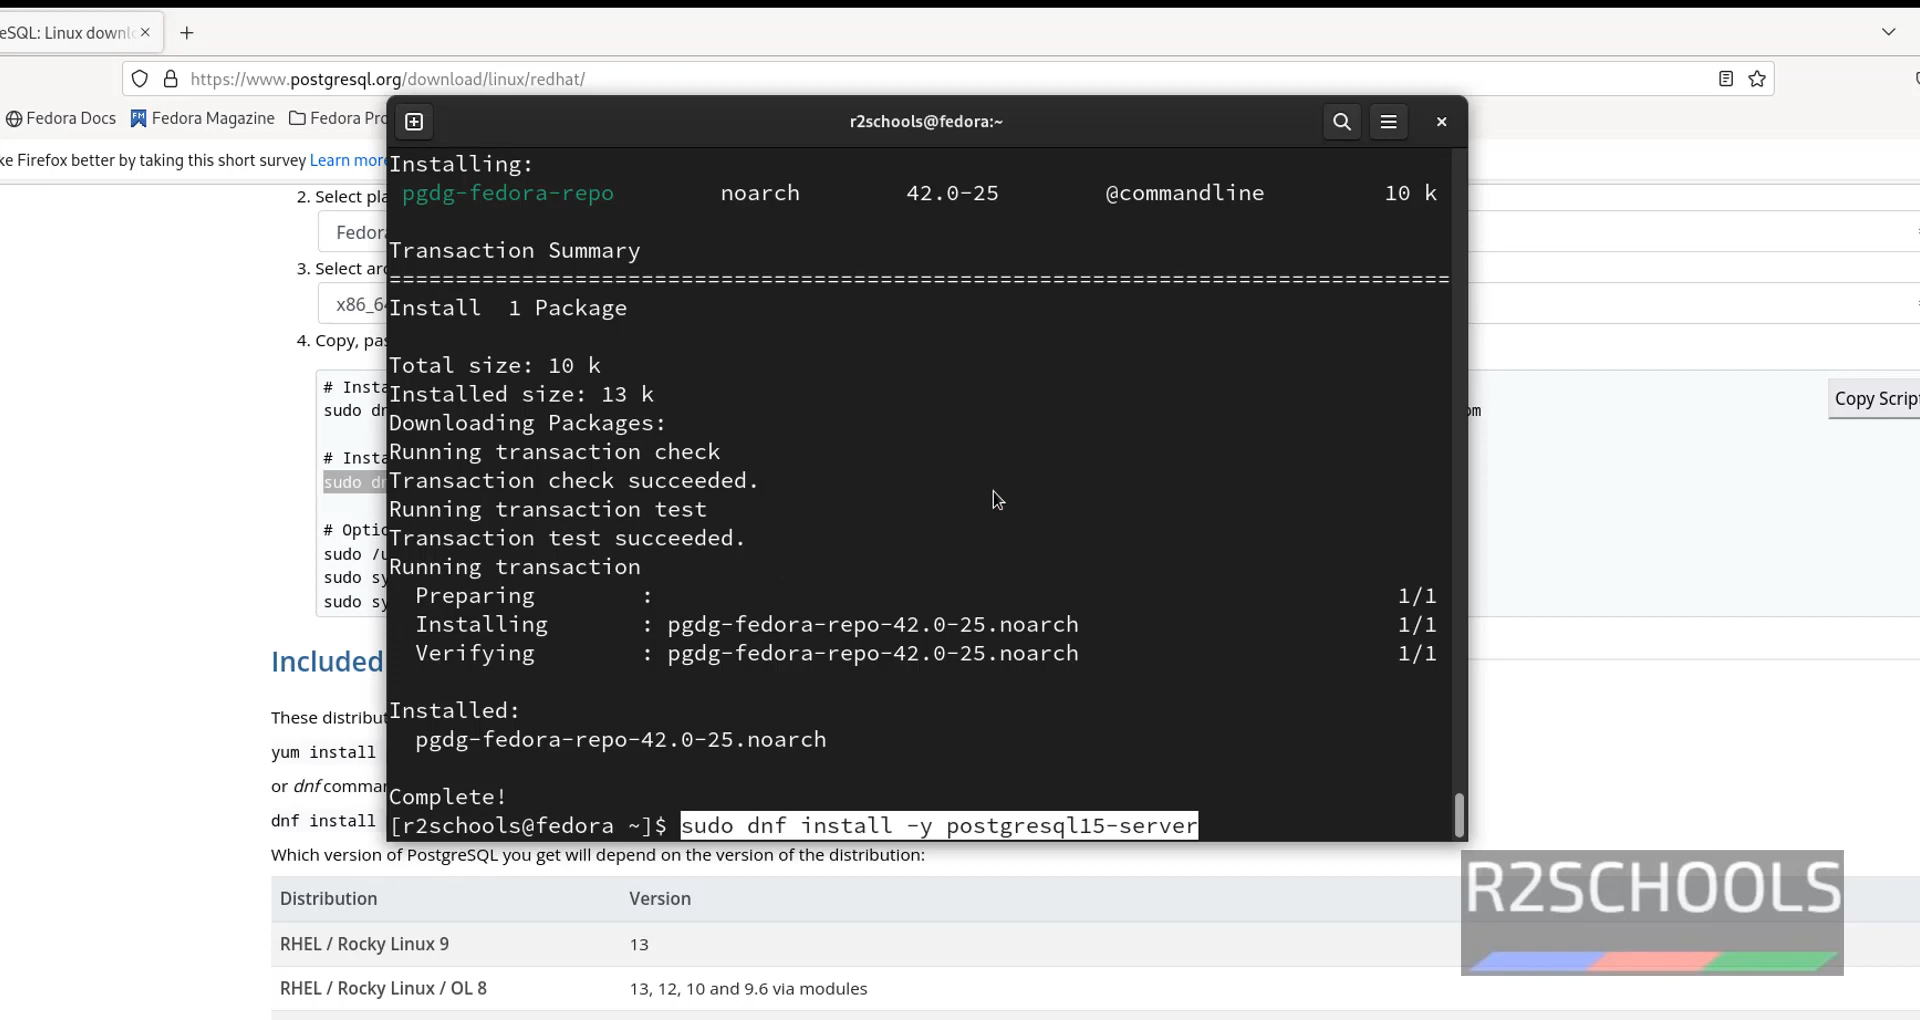 eSQL: Linux downl
https://www.postgresql.org/download/linux/redhat/
Fedora Docs
Fedora Magazine
Fedora Pro
ke Firefox better by taking this short survey Learn more
r2schools@fedora:~
Installing:
pgdg-fedora-repo noarch 42.0-25 @commandline 10 k
Transaction Summary
================================================================================
Install 1 Package
Total size: 10 k
Installed size: 13 k
Downloading Packages:
Running transaction check
Transaction check succeeded.
Running transaction test
Transaction test succeeded.
Running transaction
Preparing : 1/1
Installing : pgdg-fedora-repo-42.0-25.noarch 1/1
Verifying : pgdg-fedora-repo-42.0-25.noarch 1/1
Installed:
pgdg-fedora-repo-42.0-25.noarch
Complete!
[r2schools@fedora ~]$ sudo dnf install -y postgresql15-server
2. Select pla
Fedora
3. Select arc
x86_64
4. Copy, pas
# Insta
sudo dn
om
Copy Script
# Insta
sudo dn
# Optio
sudo /u
sudo sy
sudo sy
Included
These distribut
yum install
or dnf comman
dnf install
Which version of PostgreSQL you get will depend on the version of the distribution:
Distribution Version
RHEL / Rocky Linux 9 13
RHEL / Rocky Linux / OL 8 13, 12, 10 and 9.6 via modules
R2SCHOOLS